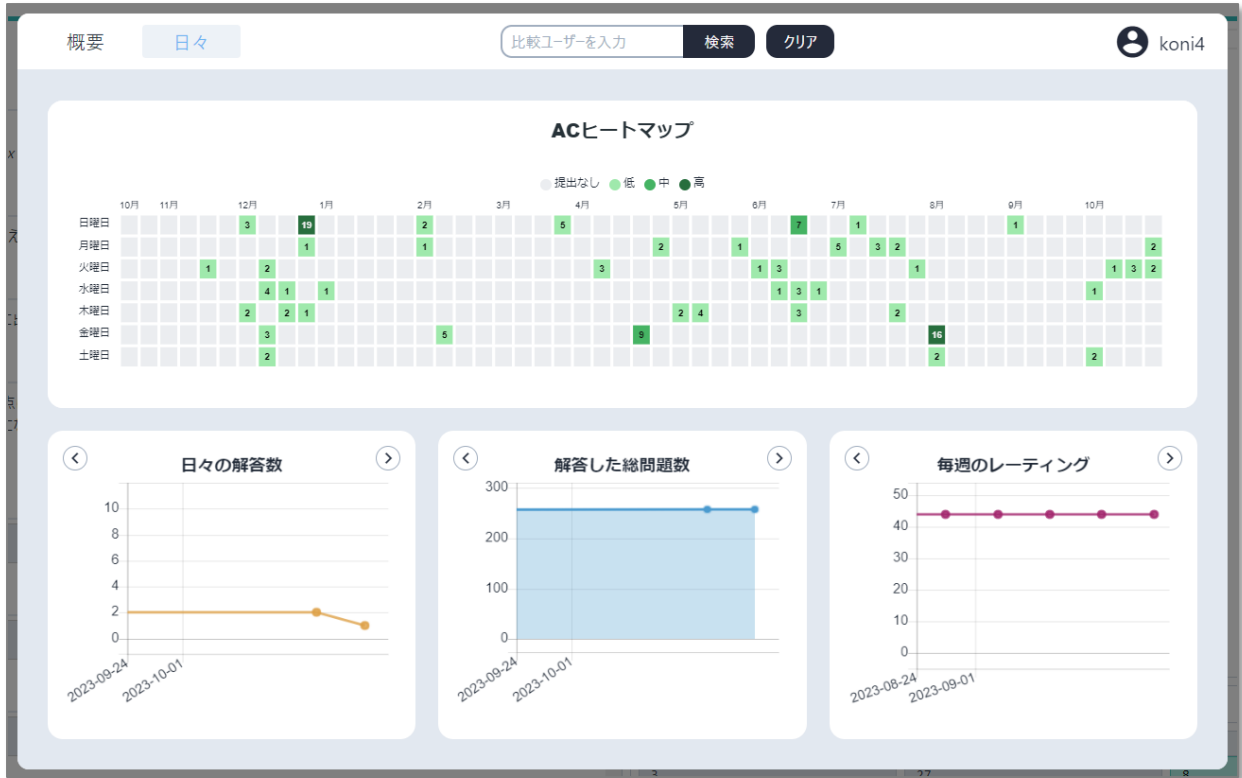 概要 日々 比較ユーザーを入力 検索 クリア koni4
ACヒートマップ
提出なし 低 中 高
10月 11月 12月 1月 2月 3月 4月 5月 6月 7月 8月 9月 10月
日曜日 3 19 2 5 7 1 1
月曜日 1 1 2 1 5 3 2 2
火曜日 1 2 3 1 3 1 1 3 2
水曜日 4 1 1 1 3 1 1
木曜日 2 2 1 2 4 3 2
金曜日 3 5 9 16
土曜日 2 2 2
日々の解答数
10
8
6
4
2
0
2023-09-24 2023-10-01
解答した総問題数
300
200
100
0
2023-09-24 2023-10-01
毎週のレーティング
50
40
30
20
10
0
2023-08-24 2023-09-01
x
え
点
3 27 8